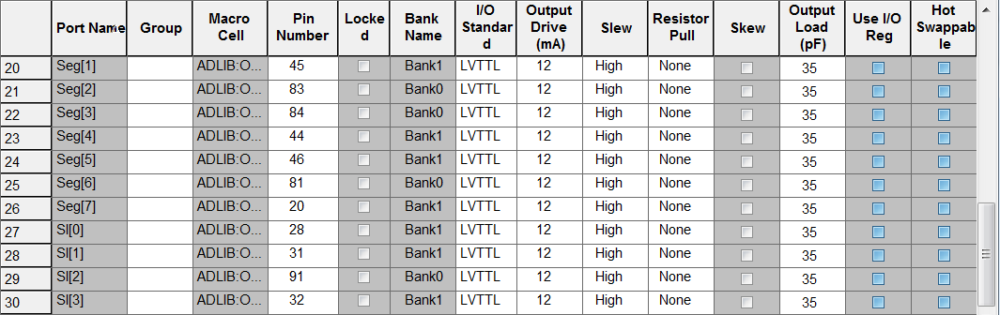 Port Name Group Macro Cell Pin Number Locke d Bank Name I/O Standar d Output Drive (mA) Slew Resistor Pull Skew Output Load (pF) Use I/O Reg Hot Swappab le
20 Seg[1] ADLIB:O... 45 Bank1 LVTTL 12 High None 35
21 Seg[2] ADLIB:O... 83 Bank0 LVTTL 12 High None 35
22 Seg[3] ADLIB:O... 84 Bank0 LVTTL 12 High None 35
23 Seg[4] ADLIB:O... 44 Bank1 LVTTL 12 High None 35
24 Seg[5] ADLIB:O... 46 Bank1 LVTTL 12 High None 35
25 Seg[6] ADLIB:O... 81 Bank0 LVTTL 12 High None 35
26 Seg[7] ADLIB:O... 20 Bank1 LVTTL 12 High None 35
27 Sl[0] ADLIB:O... 28 Bank1 LVTTL 12 High None 35
28 Sl[1] ADLIB:O... 31 Bank1 LVTTL 12 High None 35
29 Sl[2] ADLIB:O... 91 Bank0 LVTTL 12 High None 35
30 Sl[3] ADLIB:O... 32 Bank1 LVTTL 12 High None 35